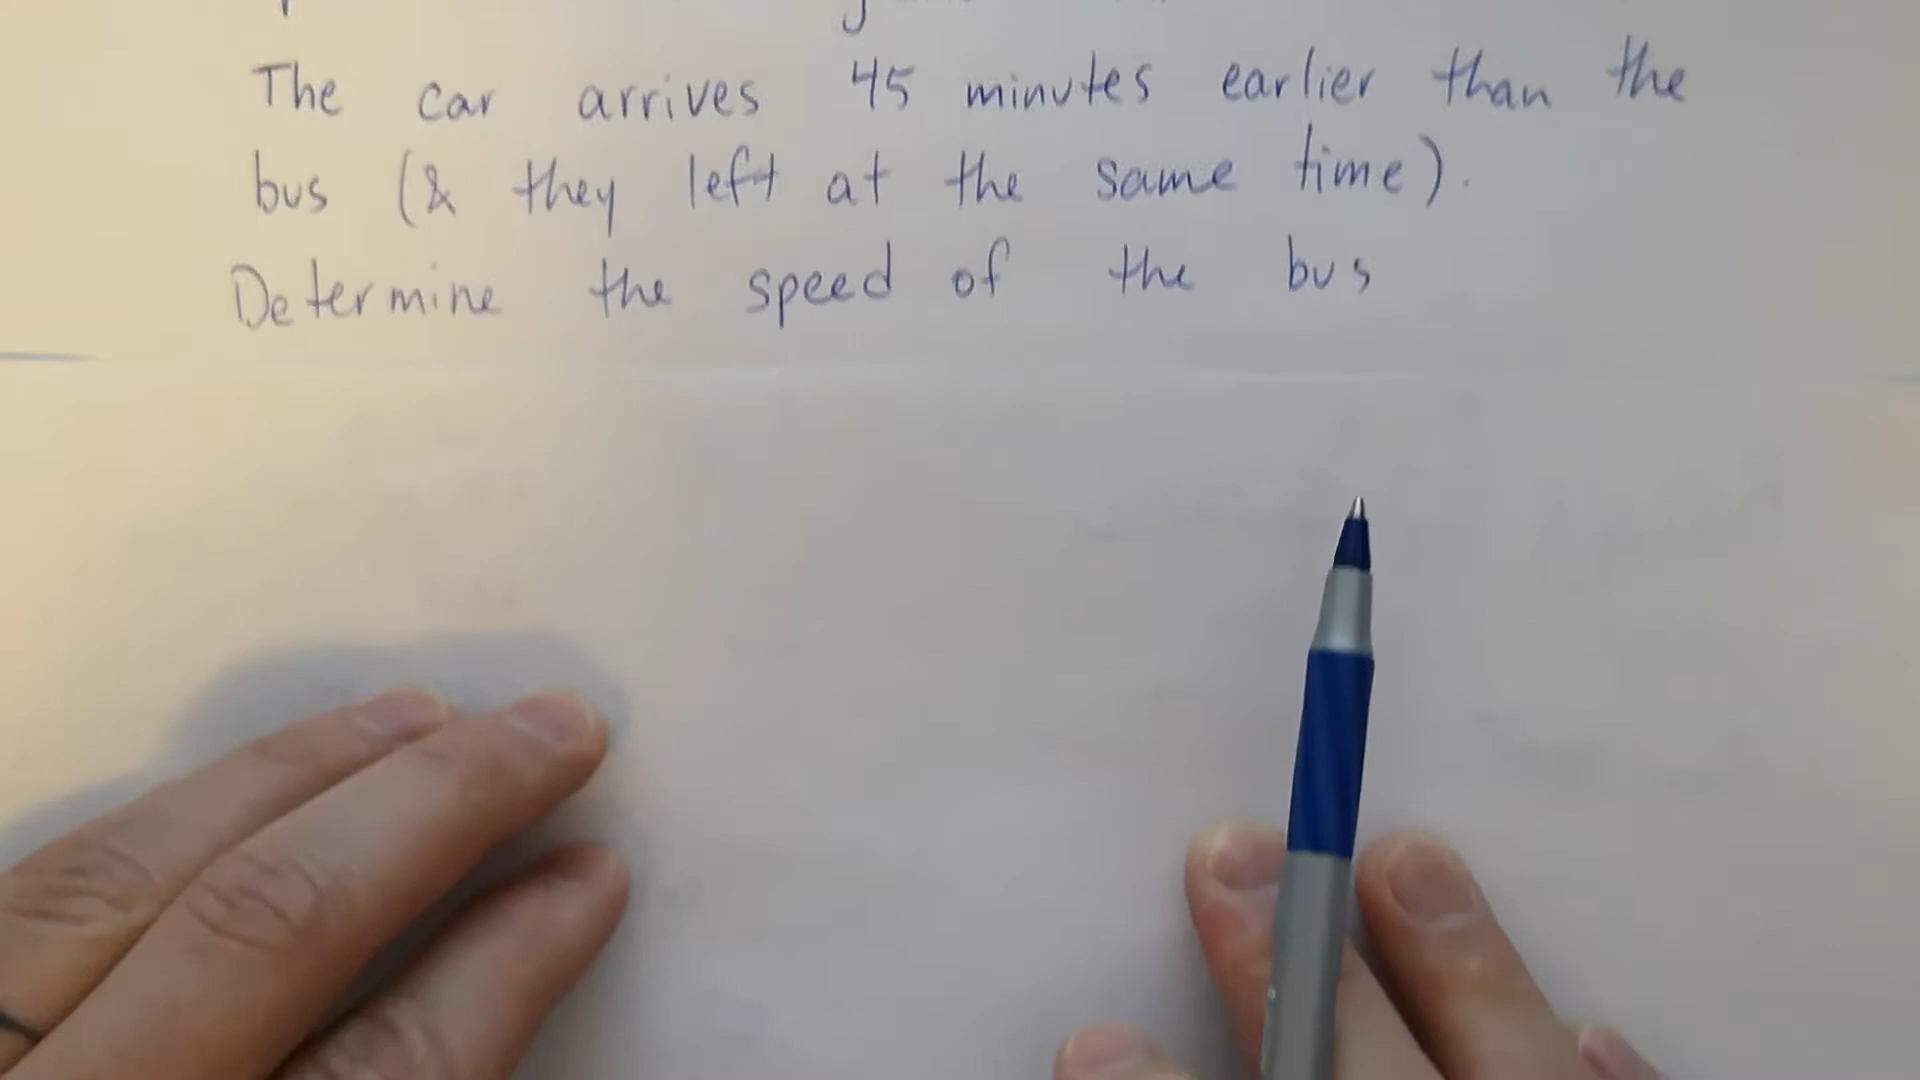 The car arrives 45 minutes earlier than the
bus (& they left at the same time).
Determine the speed of the bus